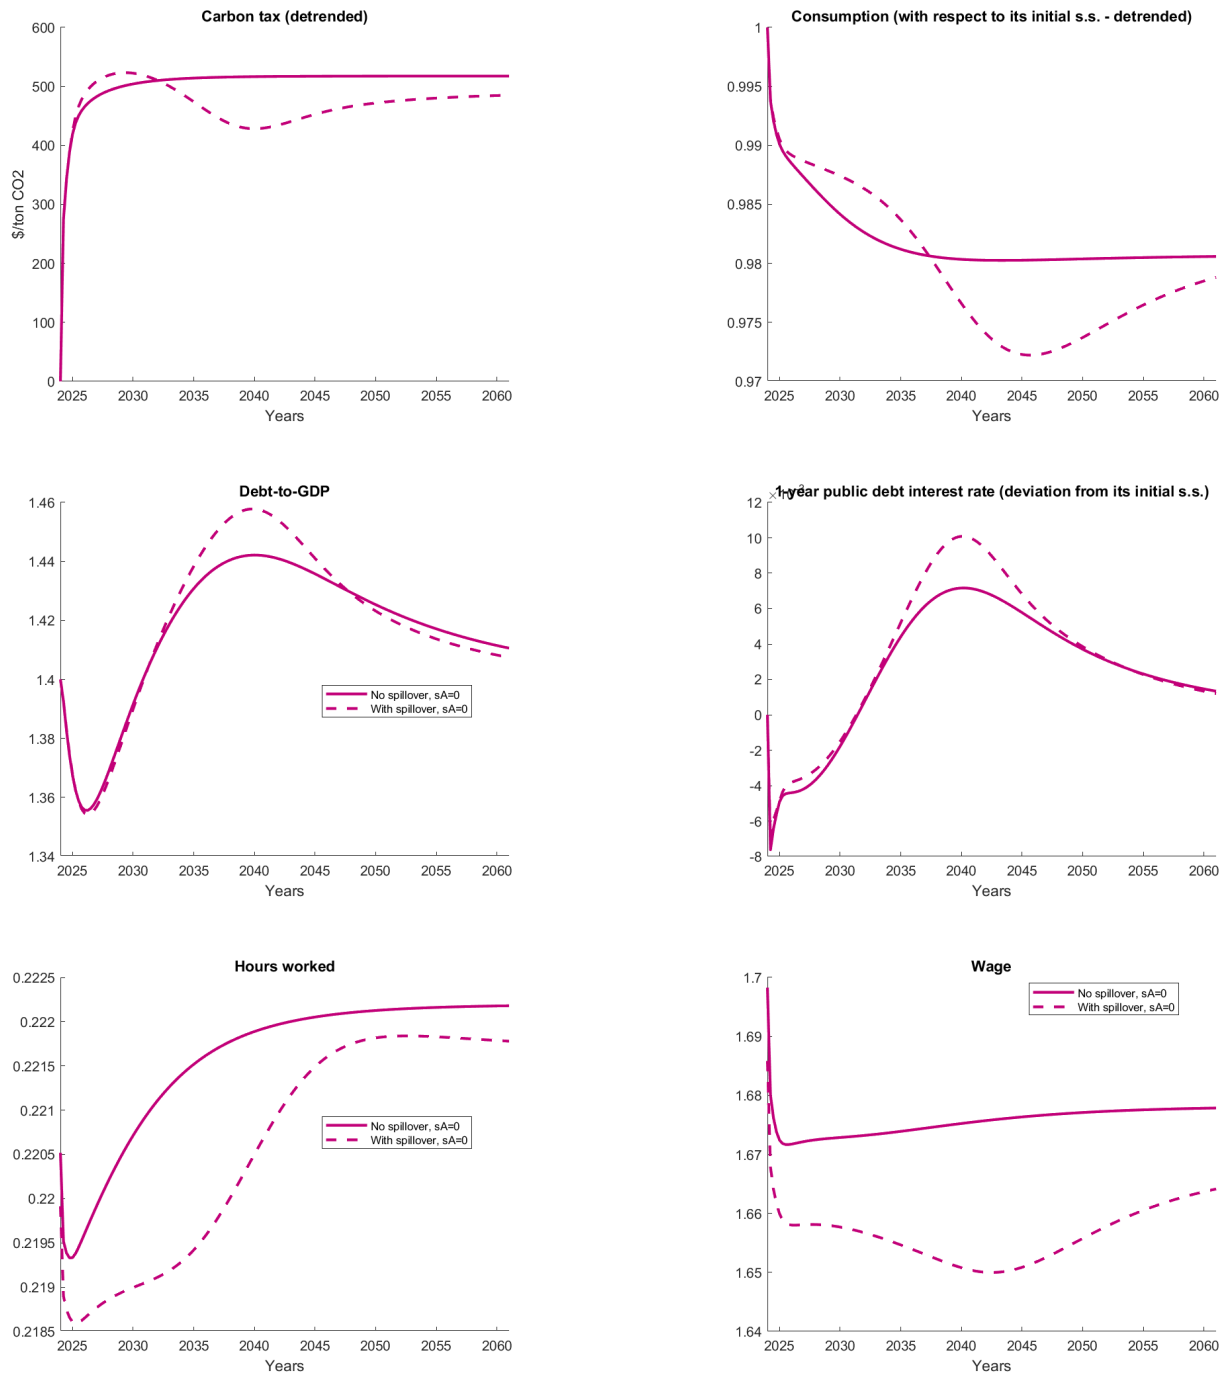 Carbon tax (detrended)
600
500
400
300
200
100
0
$/ton CO2
2025 2030 2035 2040 2045 2050 2055 2060
Years
Consumption (with respect to its initial s.s. - detrended)
1
0.995
0.99
0.985
0.98
0.975
0.97
2025 2030 2035 2040 2045 2050 2055 2060
Years
Debt-to-GDP
1.46
1.44
1.42
1.4
1.38
1.36
1.34
No spillover, sA=0
With spillover, sA=0
2025 2030 2035 2040 2045 2050 2055 2060
Years
1-year public debt interest rate (deviation from its initial s.s.)
12
10
8
6
4
2
0
-2
-4
-6
-8
2025 2030 2035 2040 2045 2050 2055 2060
Years
Hours worked
0.2225
0.222
0.2215
0.221
0.2205
0.22
0.2195
0.219
0.2185
No spillover, sA=0
With spillover, sA=0
2025 2030 2035 2040 2045 2050 2055 2060
Years
Wage
1.7
1.69
1.68
1.67
1.66
1.65
1.64
No spillover, sA=0
With spillover, sA=0
2025 2030 2035 2040 2045 2050 2055 2060
Years